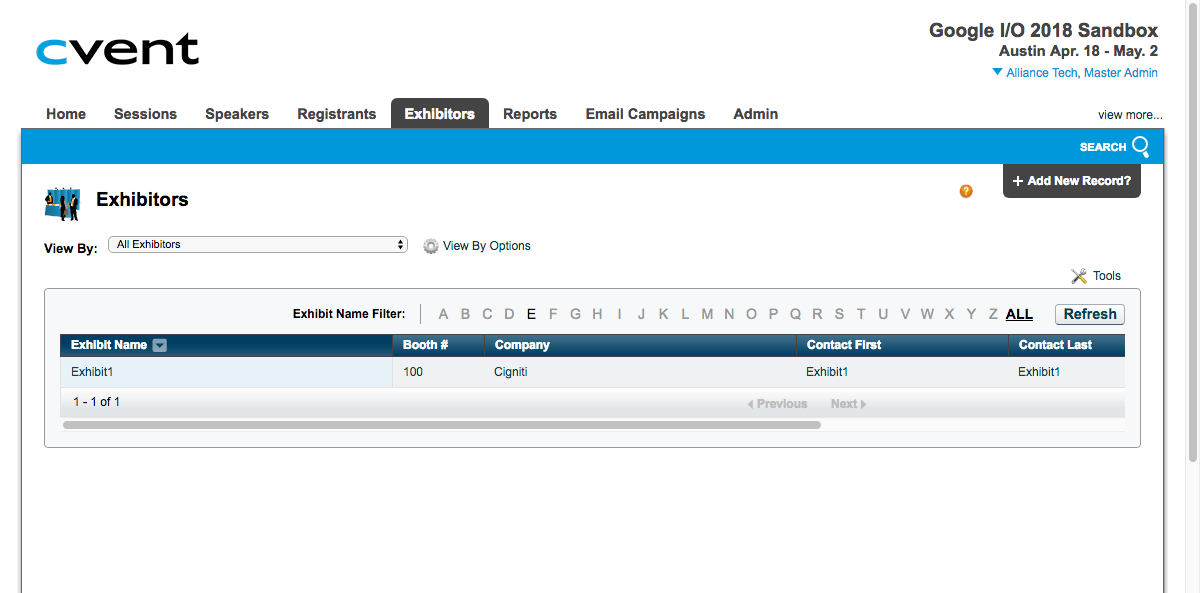 cvent
Google I/O 2018 Sandbox
Austin Apr. 18 - May. 2
Alliance Tech, Master Admin
Home Sessions Speakers Registrants Exhibitors Reports Email Campaigns Admin view more...
SEARCH
+ Add New Record?
Exhibitors
?
View By: All Exhibitors View By Options
Tools
Exhibit Name Filter: A B C D E F G H I J K L M N O P Q R S T U V W X Y Z ALL Refresh
Exhibit Name Booth # Company Contact First Contact Last
Exhibit1 100 Cigniti Exhibit1 Exhibit1
1 - 1 of 1 Previous Next